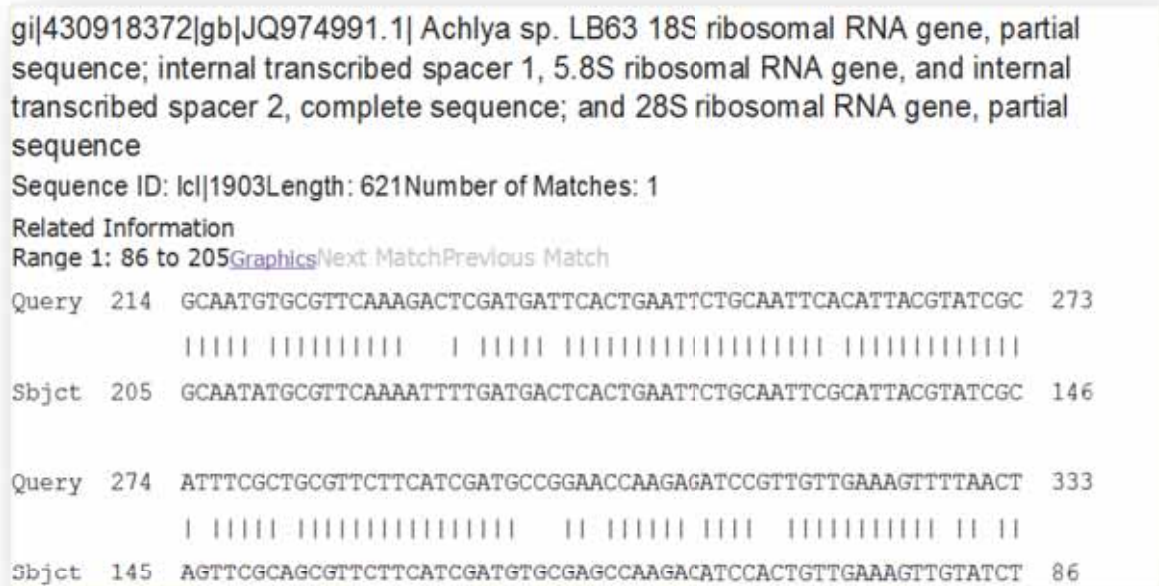 gi|430918372|gb|JQ974991.1| Achlya sp. LB63 18S ribosomal RNA gene, partial
sequence; internal transcribed spacer 1, 5.8S ribosomal RNA gene, and internal
transcribed spacer 2, complete sequence; and 28S ribosomal RNA gene, partial
sequence
Sequence ID: lcl|1903Length: 621Number of Matches: 1
Related Information
Range 1: 86 to 205GraphicsNext MatchPrevious Match
Query 214 GCAATGTGCGTTCAAAGACTCGATGATTCACTGAATTCTGCAATTCACATTACGTATCGC 273
||||| ||||||||||   | ||||| |||||||||||||||||||| ||||||||||||||
Sbjct 205 GCAATATGCGTTCAAAATTTTGATGACTCACTGAATTCTGCAATTCGCATTACGTATCGC 146
Query 274 ATTTCGCTGCGTTCTTCATCGATGCCGGAACCAAGAGATCCGTTGTTGAAAGTTTTAACT 333
| ||||| |||||||||||||||||   || |||||| ||||  ||||||||||| || ||
Sbjct 145 AGTTCGCAGCGTTCTTCATCGATGTGCGAGCCAAGACATCCACTGTTGAAAGTTGTATCT 86